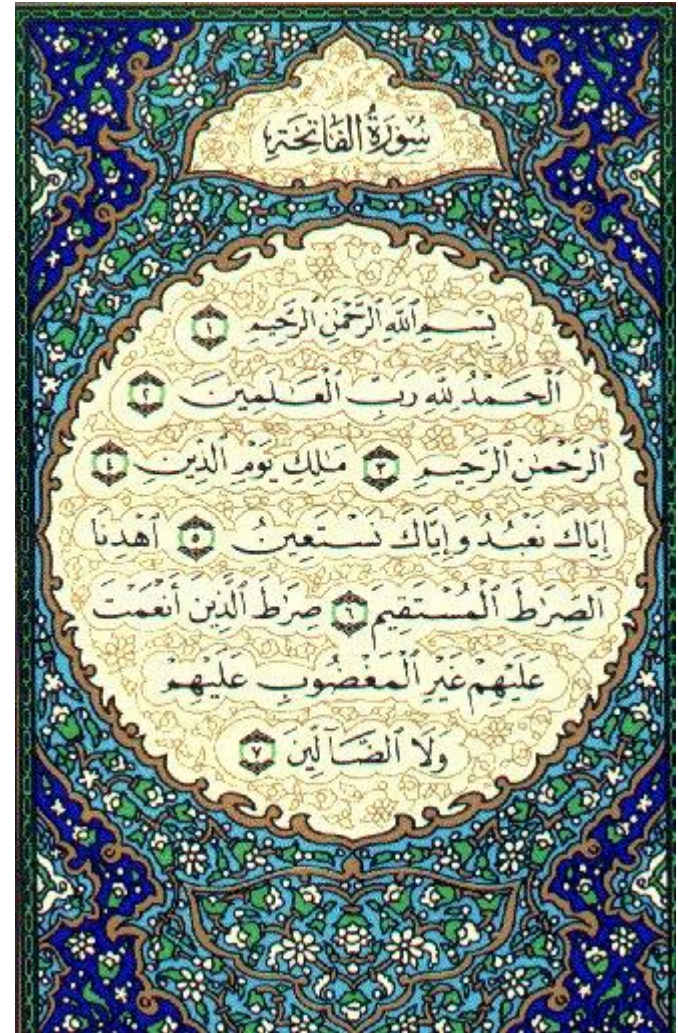 سُورَةُ الْفَاتِحَةِ
بِسْمِ ٱللَّهِ ٱلرَّحْمَٰنِ ٱلرَّحِيمِ ١
ٱلْحَمْدُ لِلَّهِ رَبِّ ٱلْعَٰلَمِينَ ٢
ٱلرَّحْمَٰنِ ٱلرَّحِيمِ ٣ مَٰلِكِ يَوْمِ ٱلدِّينِ ٤
إِيَّاكَ نَعْبُدُ وَإِيَّاكَ نَسْتَعِينُ ٥ ٱهْدِنَا
ٱلصِّرَٰطَ ٱلْمُسْتَقِيمَ ٦ صِرَٰطَ ٱلَّذِينَ أَنْعَمْتَ
عَلَيْهِمْ غَيْرِ ٱلْمَغْضُوبِ عَلَيْهِمْ
وَلَا ٱلضَّآلِّينَ ٧